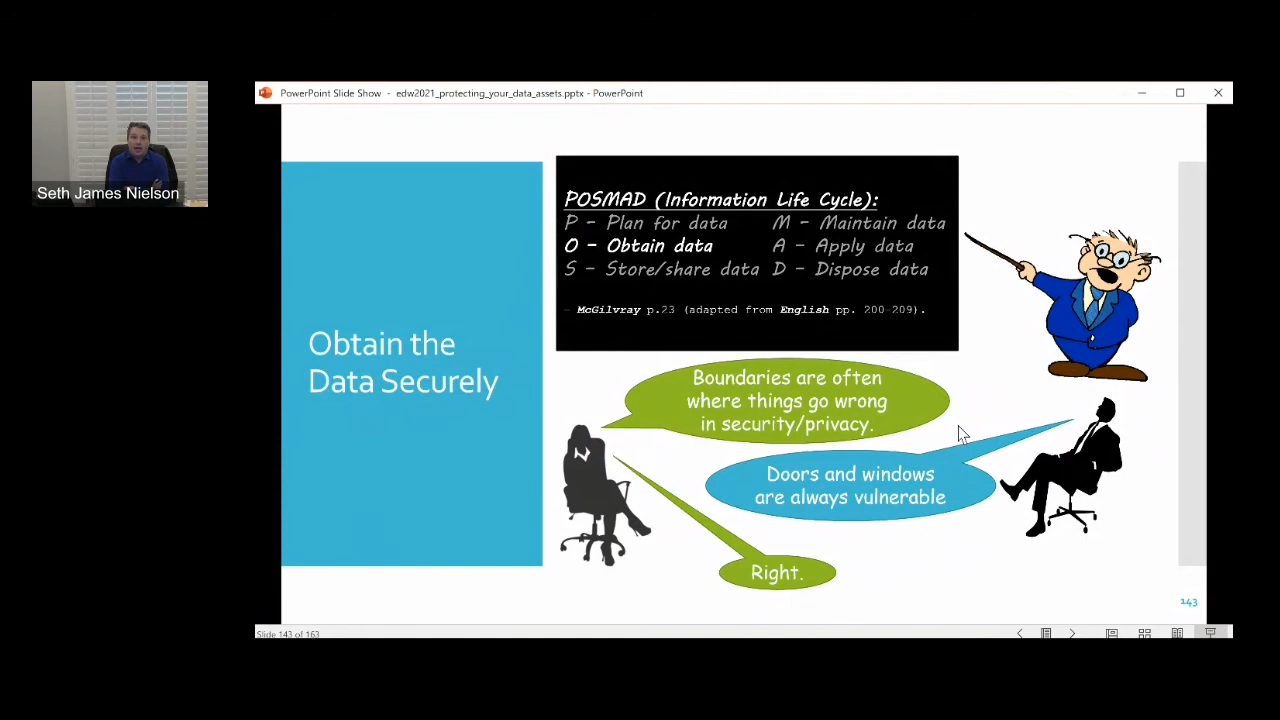 PowerPoint Slide Show - edw2021_protecting_your_data_assets.pptx - PowerPoint
Seth James Nielson
Obtain the
Data Securely
POSMAD (Information Life Cycle):
P - Plan for data M - Maintain data
O - Obtain data A - Apply data
S - Store/share data D - Dispose data
- McGilvray p.23 (adapted from English pp. 200-209).
Boundaries are often
where things go wrong
in security/privacy.
Doors and windows
are always vulnerable
Right.
143
Slide 143 of 163